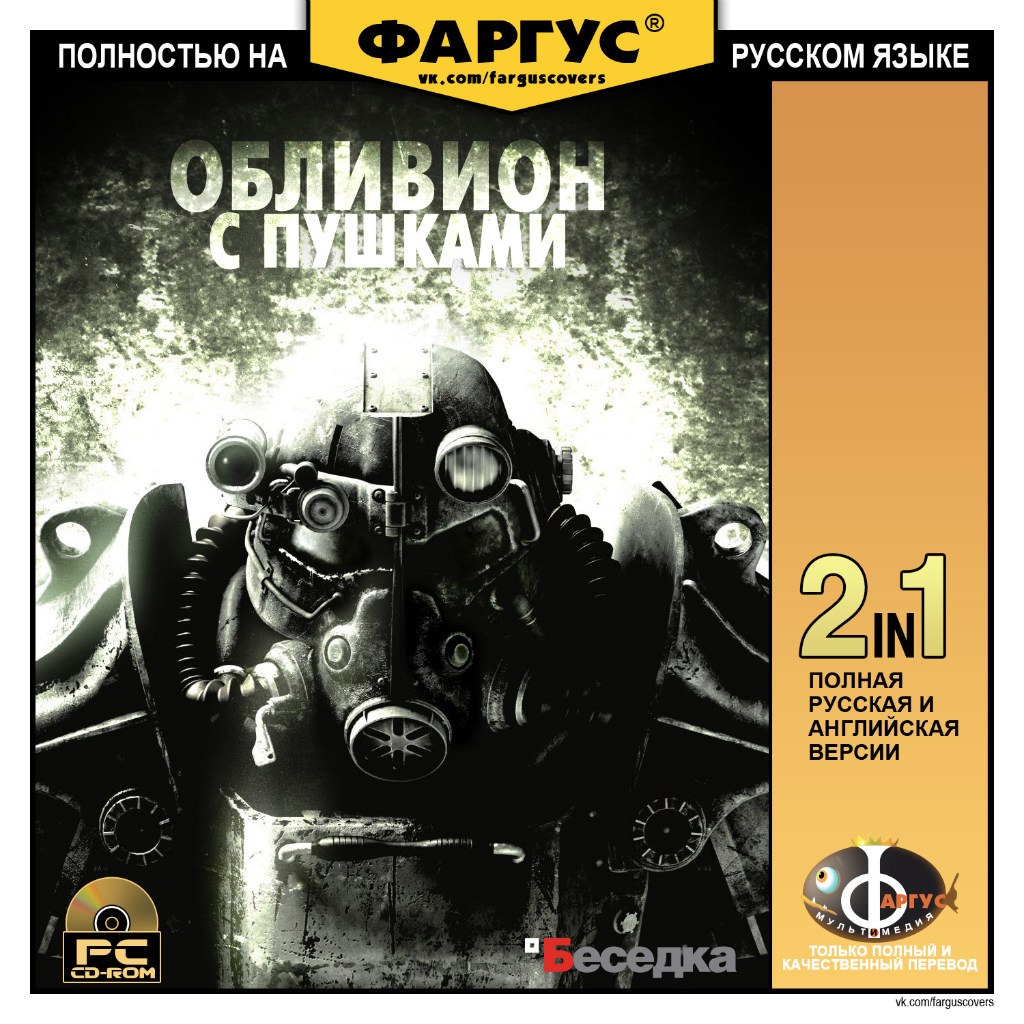 ПОЛНОСТЬЮ НА
ФАРГУС®
vk.com/farguscovers
РУССКОМ ЯЗЫКЕ
ОБЛИВИОН
С ПУШКАМИ
2IN1
ПОЛНАЯ
РУССКАЯ И
АНГЛИЙСКАЯ
ВЕРСИИ
ФАРГУС
МУЛЬТИМЕДИЯ
ТОЛЬКО ПОЛНЫЙ И
КАЧЕСТВЕННЫЙ ПЕРЕВОД
PC
CD-ROM
Беседка
vk.com/farguscovers